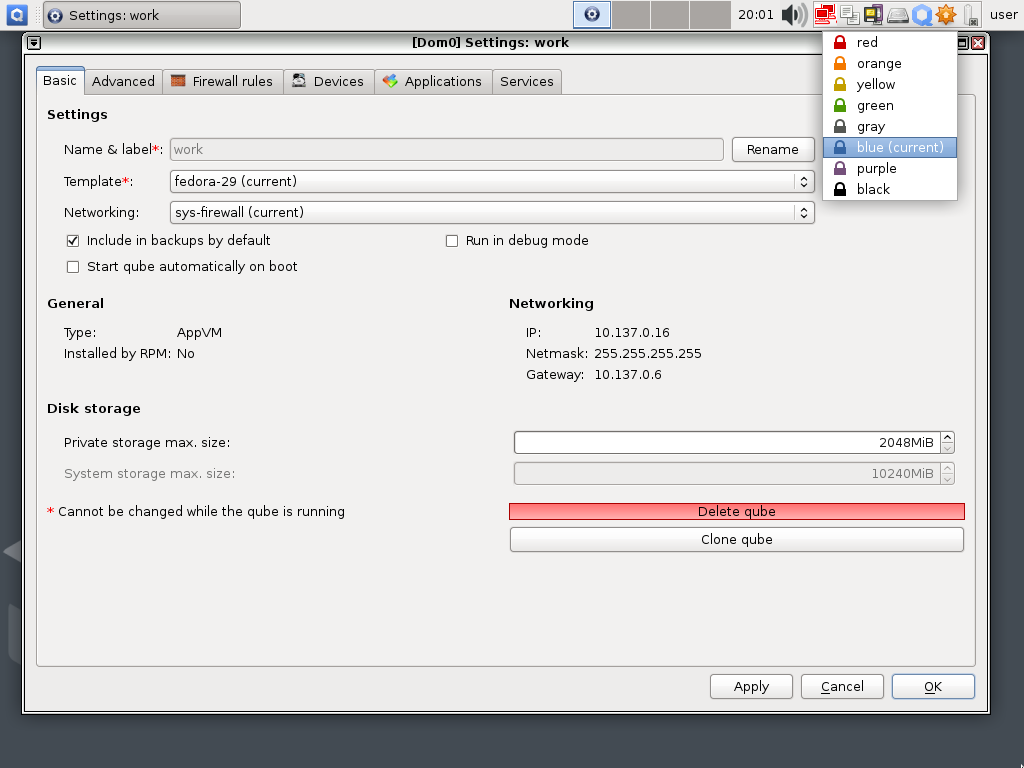 Settings: work
20:01
user
[Dom0] Settings: work
red
orange
yellow
green
gray
blue (current)
purple
black
Basic
Advanced
Firewall rules
Devices
Applications
Services
Settings
Name & label*:
work
Rename
Template*:
fedora-29 (current)
Networking:
sys-firewall (current)
Include in backups by default
Run in debug mode
Start qube automatically on boot
General
Type: AppVM
Installed by RPM: No
Networking
IP: 10.137.0.16
Netmask: 255.255.255.255
Gateway: 10.137.0.6
Disk storage
Private storage max. size:
2048MiB
System storage max. size:
10240MiB
* Cannot be changed while the qube is running
Delete qube
Clone qube
Apply
Cancel
OK